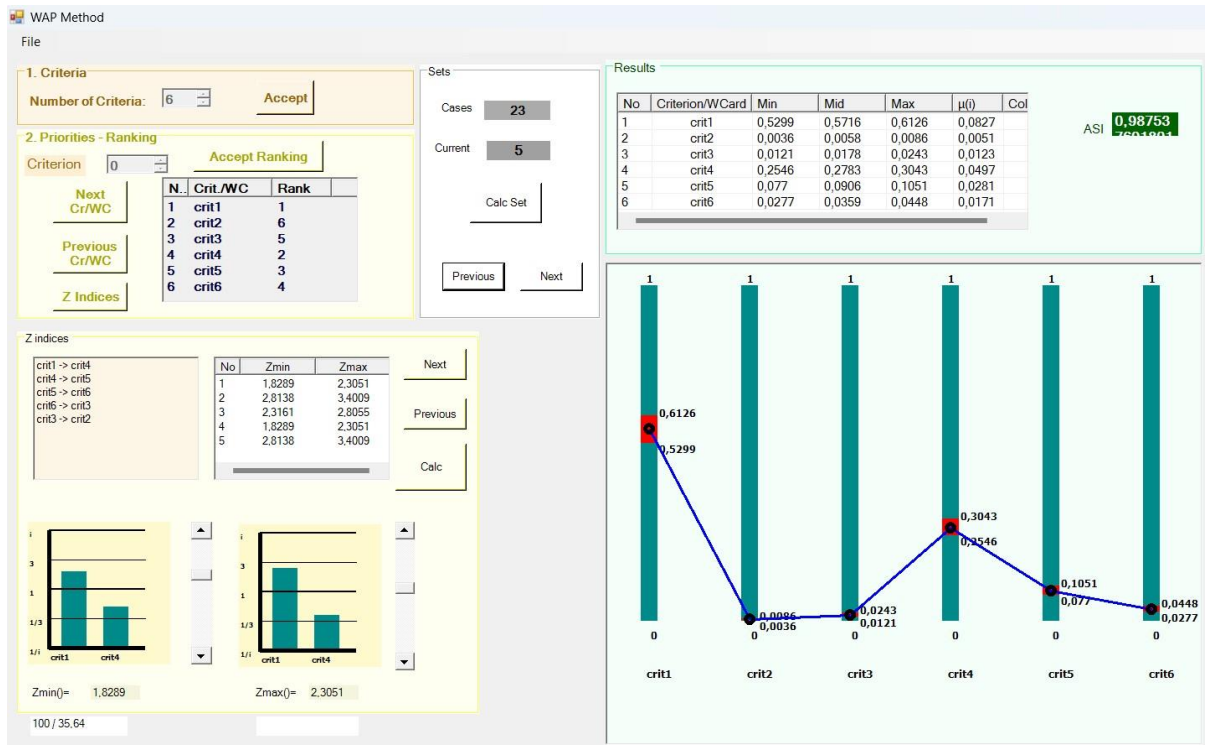 WAP Method
File
1. Criteria
Number of Criteria: 6 Accept
2. Priorities - Ranking
Criterion 0 Accept Ranking
Next Cr/WC
Previous Cr/WC
Z Indices
N.. Crit./WC Rank
1 crit1 1
2 crit2 6
3 crit3 5
4 crit4 2
5 crit5 3
6 crit6 4
Sets
Cases 23
Current 5
Calc Set
Previous Next
Results
No Criterion/WCard Min Mid Max μ(i) Col
1 crit1 0,5299 0,5716 0,6126 0,0827
2 crit2 0,0036 0,0058 0,0086 0,0051
3 crit3 0,0121 0,0178 0,0243 0,0123
4 crit4 0,2546 0,2783 0,3043 0,0497
5 crit5 0,077 0,0906 0,1051 0,0281
6 crit6 0,0277 0,0359 0,0448 0,0171
ASI 0,98753
Z indices
crit1 -> crit4
crit4 -> crit5
crit5 -> crit6
crit6 -> crit3
crit3 -> crit2
No Zmin Zmax
1 1,8289 2,3051
2 2,8138 3,4009
3 2,3161 2,8055
4 1,8289 2,3051
5 2,8138 3,4009
Next
Previous
Calc
i
3
1
1/3
1/i
crit1 crit4
i
3
1
1/3
1/i
crit1 crit4
Zmin()= 1,8289 Zmax()= 2,3051
100 / 35,64
1 1 1 1 1 1
0,6126
0,5299
0,3043
0,2546
0,1051
0,077
0,0448
0,0277
0,0243
0,0121
0,0086
0,0036
0 0 0 0 0 0
crit1 crit2 crit3 crit4 crit5 crit6